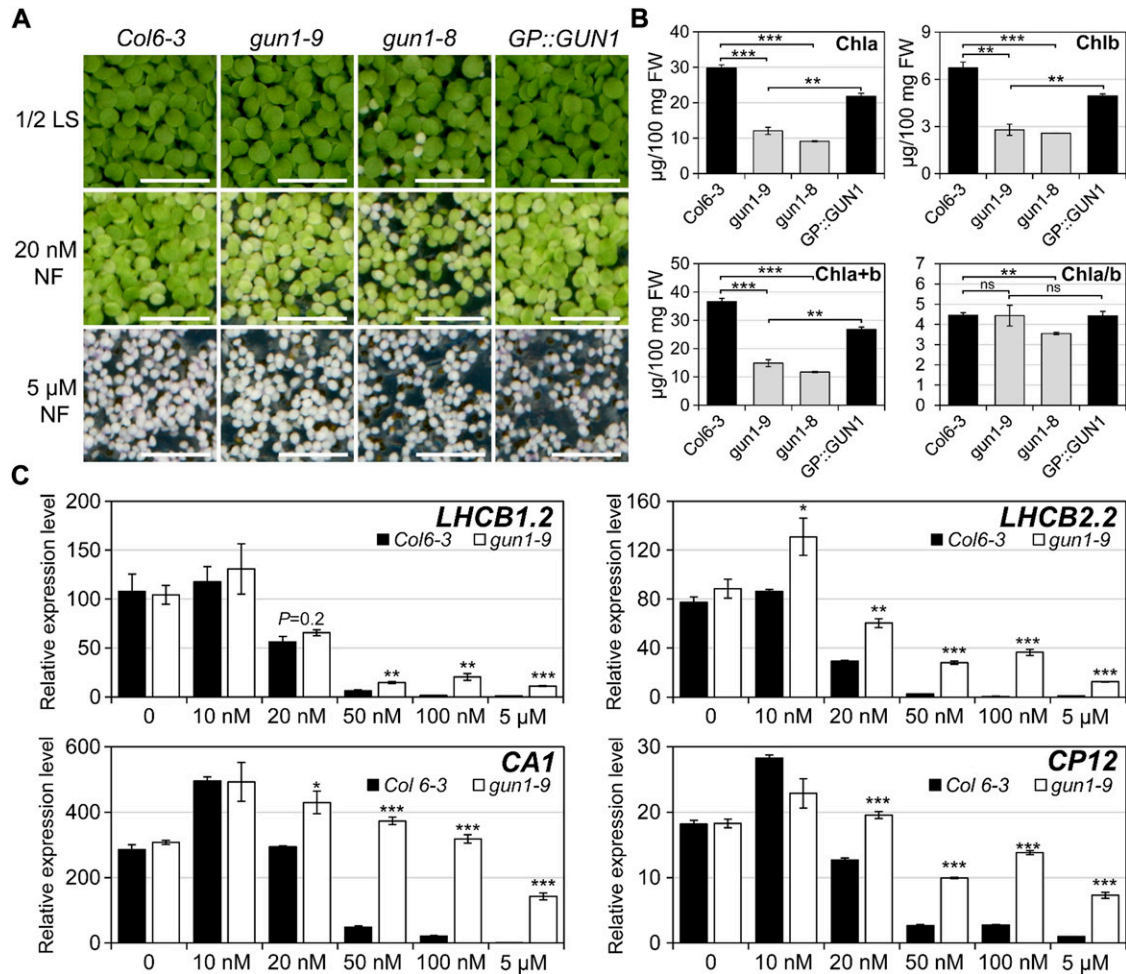 A
Col6-3 gun1-9 gun1-8 GP::GUN1
1/2 LS
20 nM
NF
5 µM
NF
B
µg/100 mg FW
40
30
20
10
0
***
***
**
Chla
Col6-3 gun1-9 gun1-8 GP::GUN1
µg/100 mg FW
9
6
3
0
***
**
**
Chlb
Col6-3 gun1-9 gun1-8 GP::GUN1
µg/100 mg FW
50
40
30
20
10
0
***
***
**
Chla+b
Col6-3 gun1-9 gun1-8 GP::GUN1
7
6
5
4
3
2
1
0
**
ns
ns
Chla/b
Col6-3 gun1-9 gun1-8 GP::GUN1
C
Relative expression level
200
150
100
50
0
LHCB1.2
Col6-3 gun1-9
P=0.2
** ** ***
0 10 nM 20 nM 50 nM 100 nM 5 µM
Relative expression level
160
120
80
40
0
LHCB2.2
Col6-3 gun1-9
* ** *** *** ***
0 10 nM 20 nM 50 nM 100 nM 5 µM
Relative expression level
600
400
200
0
CA1
Col 6-3 gun1-9
* *** *** ***
0 10 nM 20 nM 50 nM 100 nM 5 µM
Relative expression level
30
20
10
0
CP12
Col 6-3 gun1-9
*** *** *** ***
0 10 nM 20 nM 50 nM 100 nM 5 µM